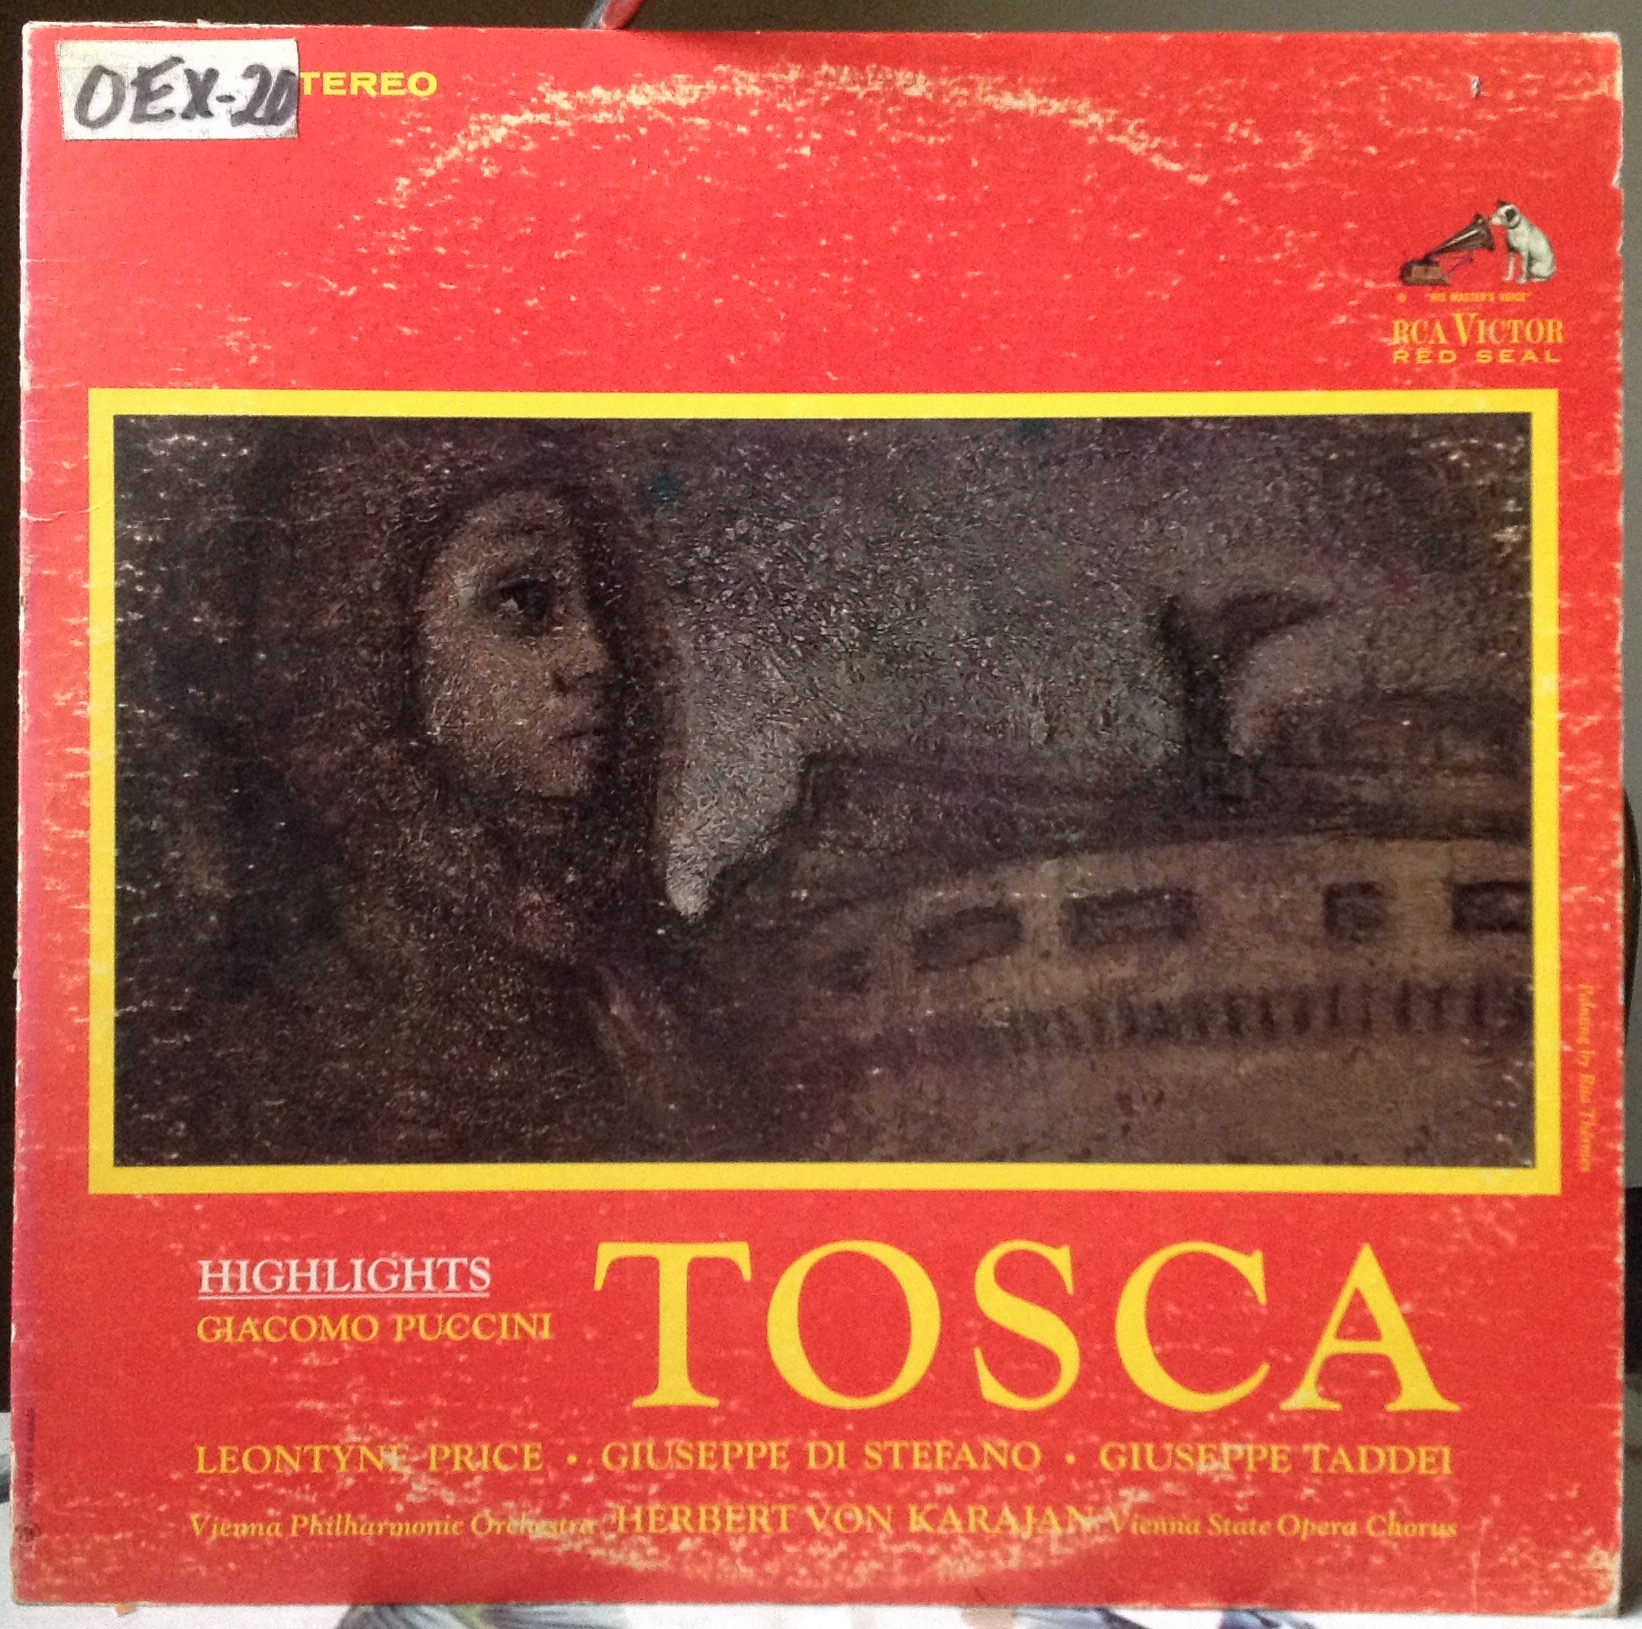 OEX-20
TEREO
"HIS MASTER'S VOICE"
RCA VICTOR
RED SEAL
HIGHLIGHTS
GIACOMO PUCCINI
TOSCA
LEONTYNE PRICE • GIUSEPPE DI STEFANO • GIUSEPPE TADDEI
Vienna Philharmonic Orchestra HERBERT VON KARAJAN Vienna State Opera Chorus
by